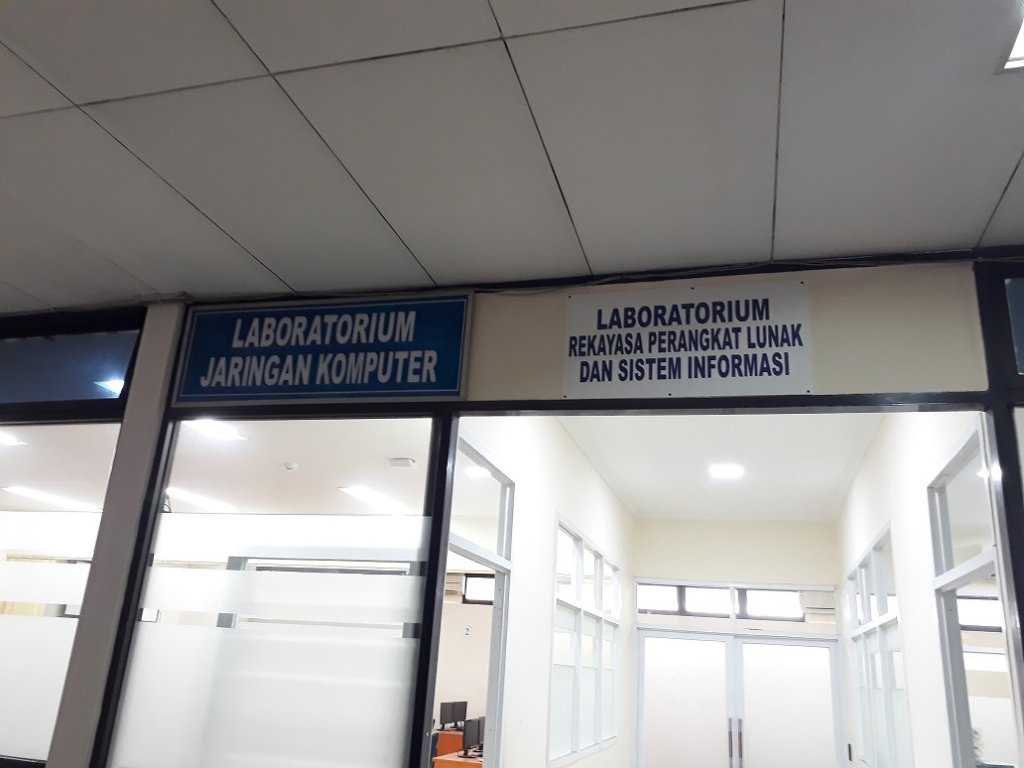 LABORATORIUM
JARINGAN KOMPUTER
LABORATORIUM
REKAYASA PERANGKAT LUNAK
DAN SISTEM INFORMASI